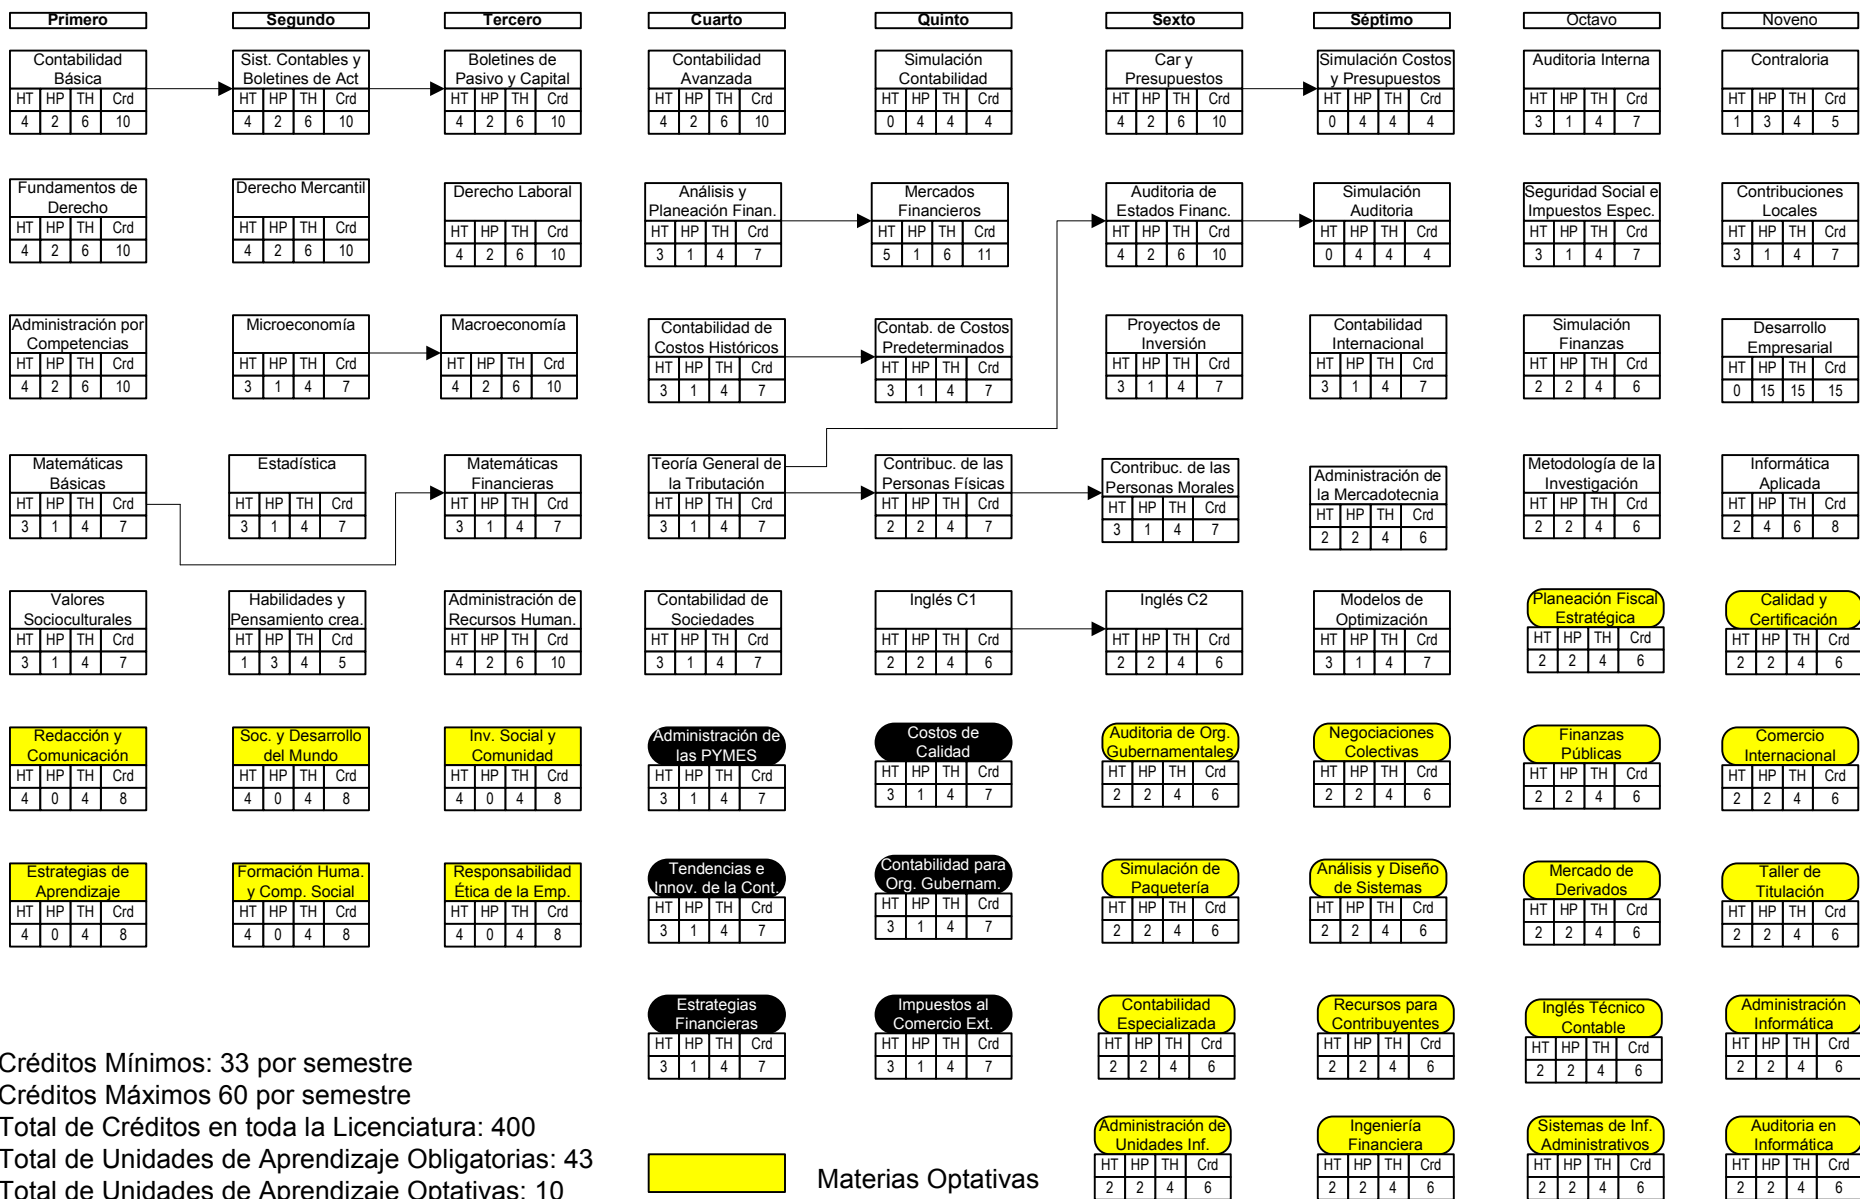 Primero Segundo Tercero Cuarto Quinto Sexto Séptimo Octavo Noveno
Contabilidad Sist. Contables y Boletines de Contabilidad Simulación Car y Simulación Costos Auditoria Interna Contraloria
Básica Boletines de Act Pasivo y Capital Avanzada Contabilidad Presupuestos y Presupuestos
HT HP TH Crd HT HP TH Crd HT HP TH Crd HT HP TH Crd HT HP TH Crd HT HP TH Crd HT HP TH Crd HT HP TH Crd HT HP TH Crd
4 2 6 10 4 2 6 10 4 2 6 10 4 2 6 10 0 4 4 4 4 2 6 10 0 4 4 4 3 1 4 7 1 3 4 5
Fundamentos de Derecho Mercantil Derecho Laboral Análisis y Mercados Auditoria de Simulación Seguridad Social e Contribuciones
Derecho Planeación Finan. Financieros Estados Financ. Auditoria Impuestos Espec. Locales
HT HP TH Crd HT HP TH Crd HT HP TH Crd HT HP TH Crd HT HP TH Crd HT HP TH Crd HT HP TH Crd HT HP TH Crd HT HP TH Crd
4 2 6 10 4 2 6 10 4 2 6 10 3 1 4 7 5 1 6 11 4 2 6 10 0 4 4 4 3 1 4 7 3 1 4 7
Administración por Microeconomía Macroeconomía Contabilidad de Contab. de Costos Proyectos de Contabilidad Simulación Desarrollo
Competencias Costos Históricos Predeterminados Inversión Internacional Finanzas Empresarial
HT HP TH Crd HT HP TH Crd HT HP TH Crd HT HP TH Crd HT HP TH Crd HT HP TH Crd HT HP TH Crd HT HP TH Crd HT HP TH Crd
4 2 6 10 3 1 4 7 4 2 6 10 3 1 4 7 3 1 4 7 3 1 4 7 3 1 4 7 2 2 4 6 0 15 15 15
Matemáticas Estadística Matemáticas Teoría General de Contribuc. de las Contribuc. de las Administración de Metodología de la Informática
Básicas Financieras la Tributación Personas Físicas Personas Morales la Mercadotecnia Investigación Aplicada
HT HP TH Crd HT HP TH Crd HT HP TH Crd HT HP TH Crd HT HP TH Crd HT HP TH Crd HT HP TH Crd HT HP TH Crd HT HP TH Crd
3 1 4 7 3 1 4 7 3 1 4 7 3 1 4 7 2 2 4 7 3 1 4 7 2 2 4 6 2 2 4 6 2 4 6 8
Valores Habilidades y Administración de Contabilidad de Inglés C1 Inglés C2 Modelos de Planeación Fiscal Calidad y
Socioculturales Pensamiento crea. Recursos Human. Sociedades Optimización Estratégica Certificación
HT HP TH Crd HT HP TH Crd HT HP TH Crd HT HP TH Crd HT HP TH Crd HT HP TH Crd HT HP TH Crd HT HP TH Crd HT HP TH Crd
3 1 4 7 1 3 4 5 4 2 6 10 3 1 4 7 2 2 4 6 2 2 4 6 3 1 4 7 2 2 4 6 2 2 4 6
Redacción y Soc. y Desarrollo Inv. Social y Administración de Costos de Auditoria de Org. Negociaciones Finanzas Comercio
Comunicación del Mundo Comunidad las PYMES Calidad Gubernamentales Colectivas Públicas Internacional
HT HP TH Crd HT HP TH Crd HT HP TH Crd HT HP TH Crd HT HP TH Crd HT HP TH Crd HT HP TH Crd HT HP TH Crd HT HP TH Crd
4 0 4 8 4 0 4 8 4 0 4 8 3 1 4 7 3 1 4 7 2 2 4 6 2 2 4 6 2 2 4 6 2 2 4 6
Estrategias de Formación Huma. Responsabilidad Tendencias e Contabilidad para Simulación de Análisis y Diseño Mercado de Taller de
Aprendizaje y Comp. Social Ética de la Emp. Innov. de la Cont. Org. Gubernam. Paquetería de Sistemas Derivados Titulación
HT HP TH Crd HT HP TH Crd HT HP TH Crd HT HP TH Crd HT HP TH Crd HT HP TH Crd HT HP TH Crd HT HP TH Crd HT HP TH Crd
4 0 4 8 4 0 4 8 4 0 4 8 3 1 4 7 3 1 4 7 2 2 4 6 2 2 4 6 2 2 4 6 2 2 4 6
Estrategias Impuestos al Contabilidad Recursos para Inglés Técnico Administración
Financieras Comercio Ext. Especializada Contribuyentes Contable Informática
HT HP TH Crd HT HP TH Crd HT HP TH Crd HT HP TH Crd HT HP TH Crd HT HP TH Crd
3 1 4 7 3 1 4 7 2 2 4 6 2 2 4 6 2 2 4 6 2 2 4 6
Administración de Ingeniería Sistemas de Inf. Auditoria en
Unidades Inf. Financiera Administrativos Informática
HT HP TH Crd HT HP TH Crd HT HP TH Crd HT HP TH Crd
2 2 4 6 2 2 4 6 2 2 4 6 2 2 4 6
Créditos Mínimos: 33 por semestre
Créditos Máximos 60 por semestre
Total de Créditos en toda la Licenciatura: 400
Total de Unidades de Aprendizaje Obligatorias: 43
Total de Unidades de Aprendizaje Optativas: 10
Materias Optativas